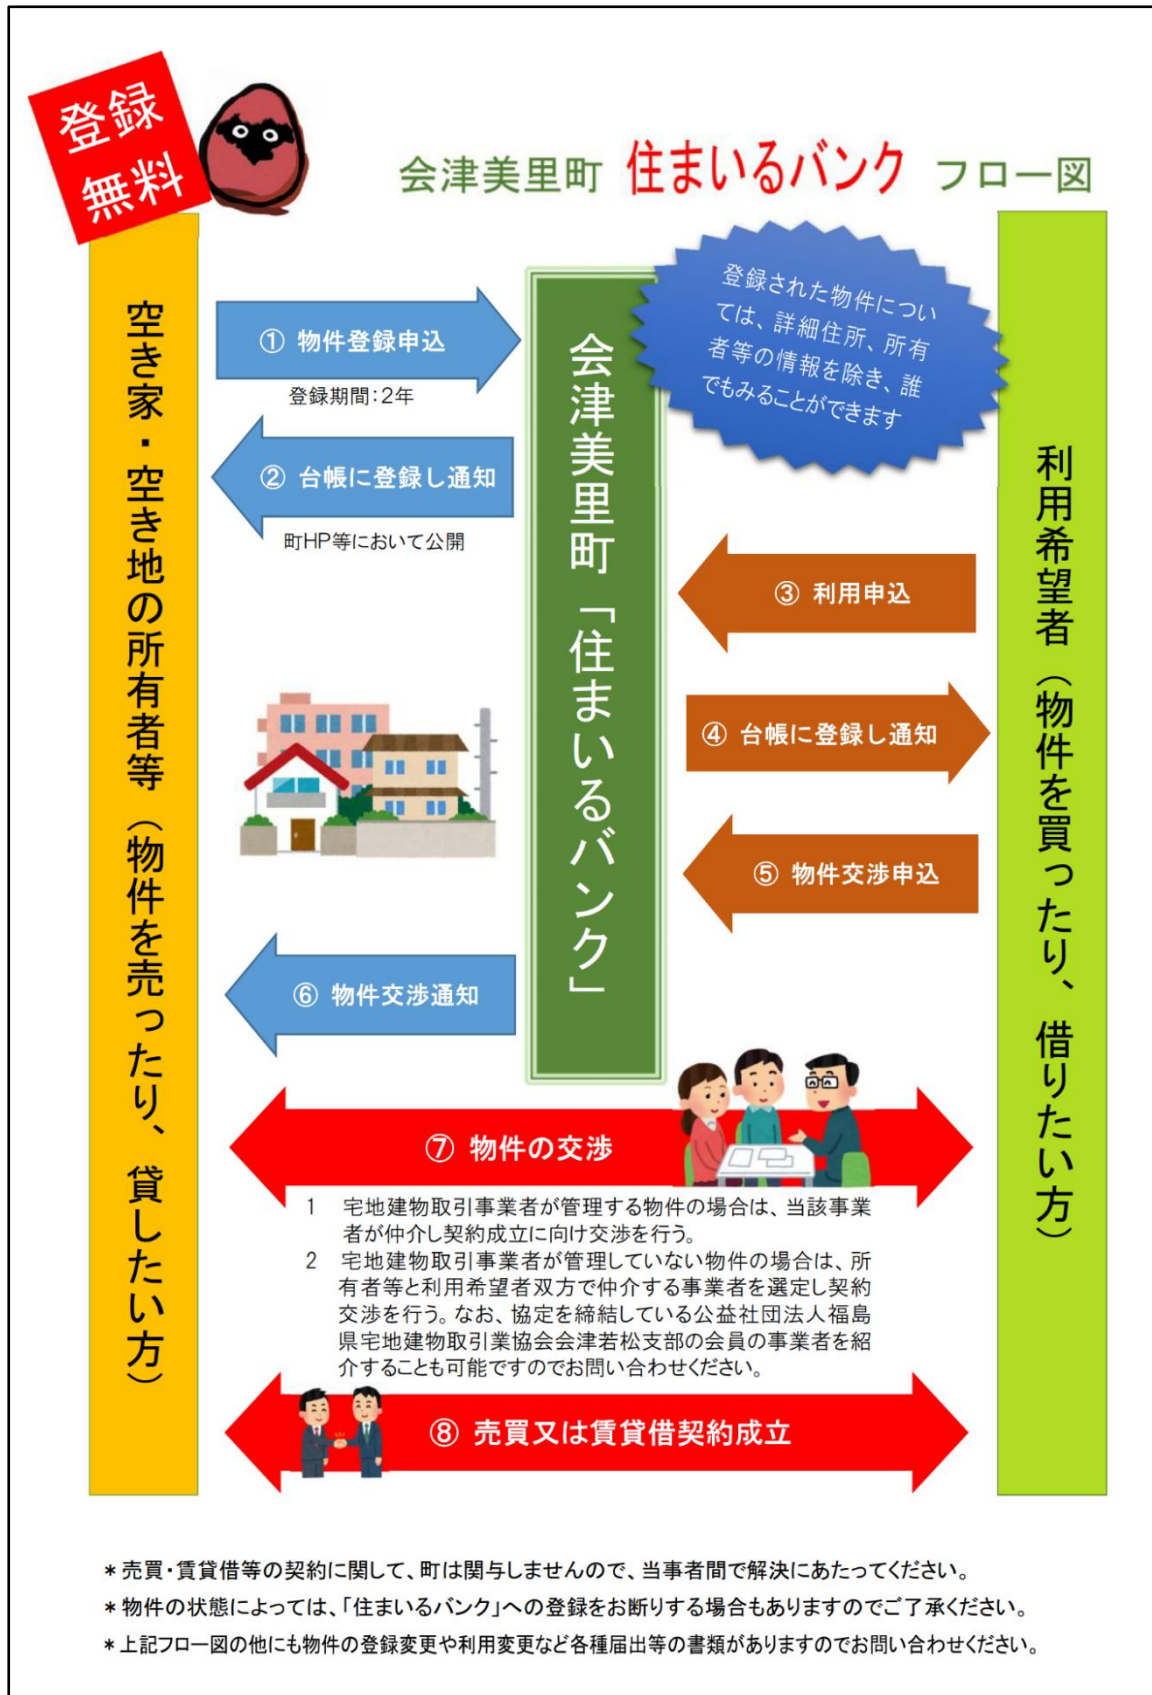 登録
無料
会津美里町 住まいるバンク フロー図
空き家・空き地の所有者等（物件を売ったり、貸したい方）
会津美里町「住まいるバンク」
利用希望者（物件を買ったり、借りたい方）
登録された物件につい
ては、詳細住所、所有
者等の情報を除き、誰
でもみることができます
① 物件登録申込
登録期間：2年
② 台帳に登録し通知
町HP等において公開
③ 利用申込
④ 台帳に登録し通知
⑤ 物件交渉申込
⑥ 物件交渉通知
⑦ 物件の交渉
1 宅地建物取引事業者が管理する物件の場合は、当該事業
者が仲介し契約成立に向け交渉を行う。
2 宅地建物取引事業者が管理していない物件の場合は、所
有者等と利用希望者双方で仲介する事業者を選定し契約
交渉を行う。なお、協定を締結している公益社団法人福島
県宅地建物取引業協会会津若松支部の会員の事業者を紹
介することも可能ですのでお問い合わせください。
⑧ 売買又は賃貸借契約成立
＊売買・賃貸借等の契約に関して、町は関与しませんので、当事者間で解決にあたってください。
＊物件の状態によっては、「住まいるバンク」への登録をお断りする場合もありますのでご了承ください。
＊上記フロー図の他にも物件の登録変更や利用変更など各種届出等の書類がありますのでお問い合わせください。